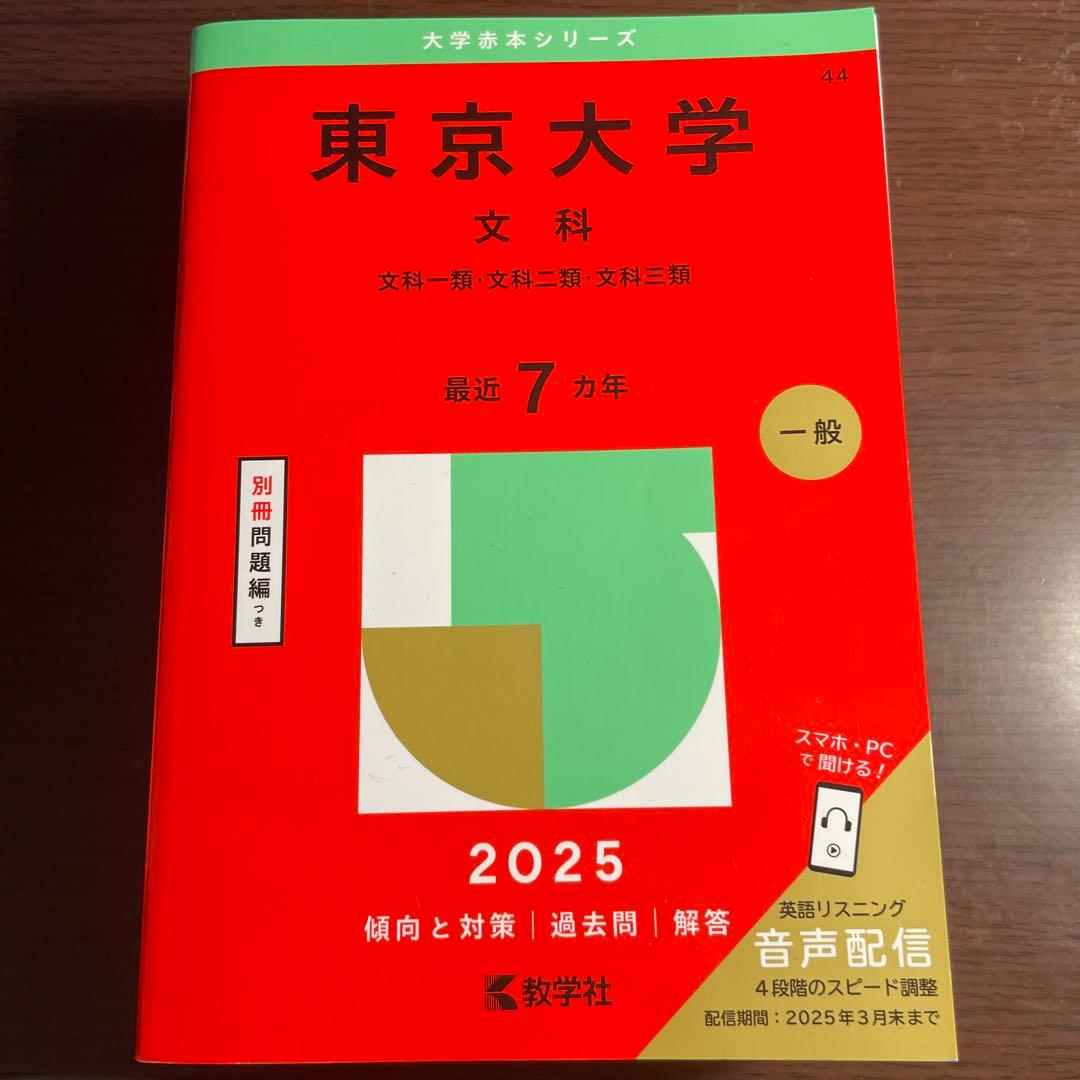 大学赤本シリーズ
44
東京大学
文科
文科一類・文科二類・文科三類
最近7カ年
一般
別冊問題編つき
スマホ・PC
で聞ける!
2025
傾向と対策|過去問|解答
英語リスニング
音声配信
4段階のスピード調整
配信期間:2025年3月末まで
教学社